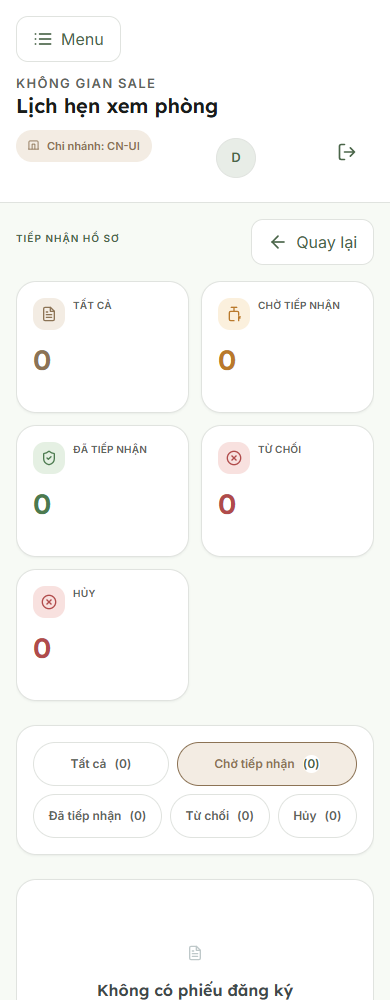 Menu
KHÔNG GIAN SALE
Lịch hẹn xem phòng
Chi nhánh: CN-UI
D
TIẾP NHẬN HỒ SƠ
Quay lại
TẤT CẢ
0
CHỜ TIẾP NHẬN
0
ĐÃ TIẾP NHẬN
0
TỪ CHỐI
0
HỦY
0
Tất cả (0)
Chờ tiếp nhận (0)
Đã tiếp nhận (0)
Từ chối (0)
Hủy (0)
Không có phiếu đăng ký